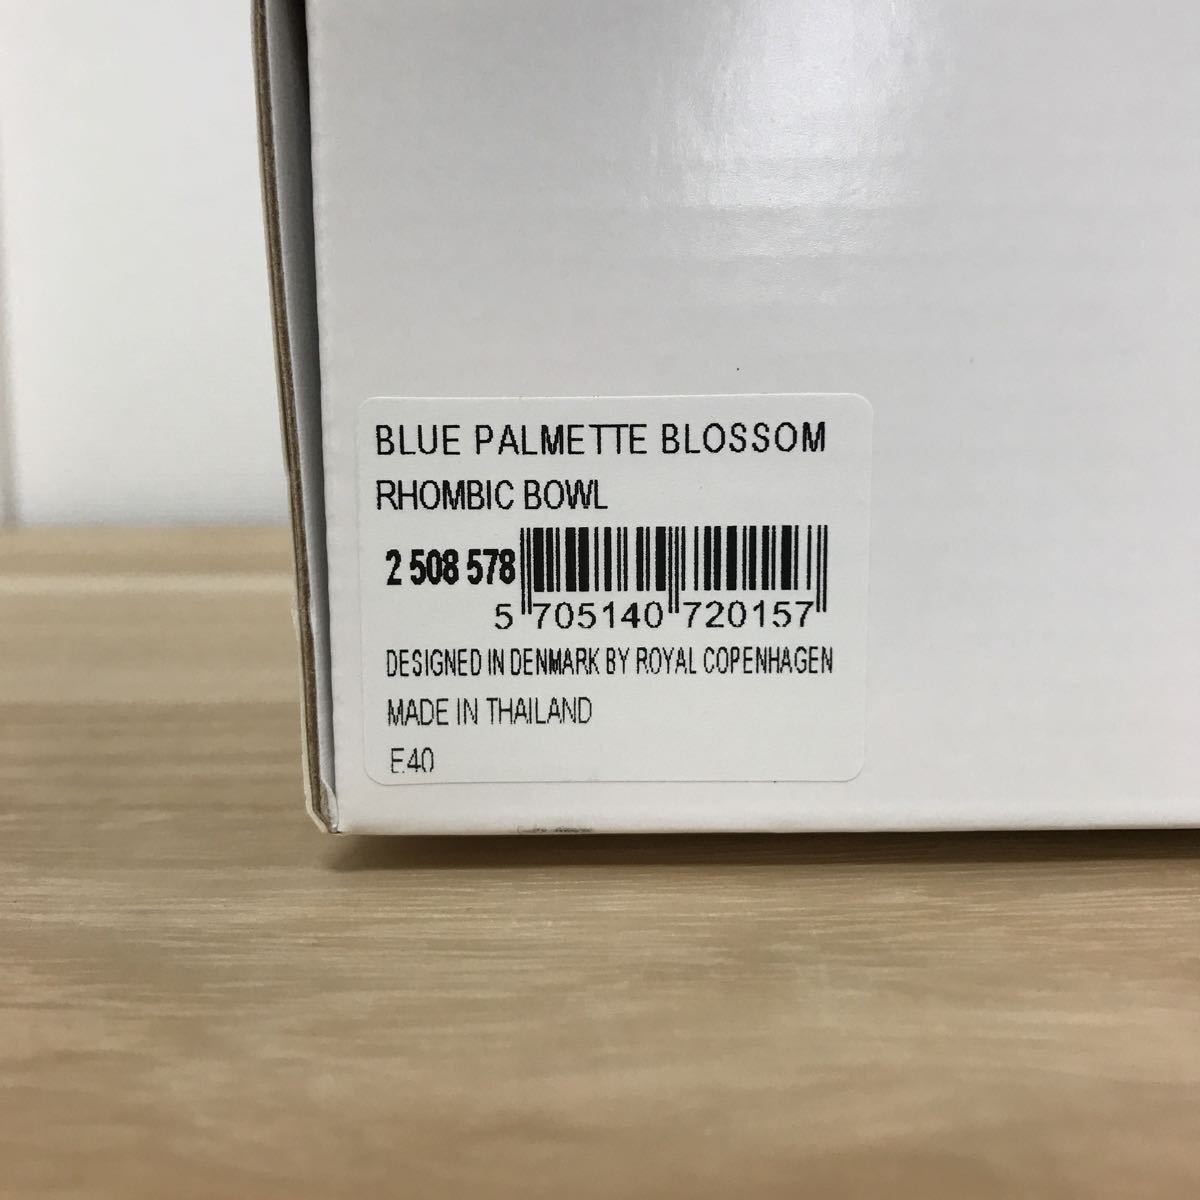 BLUE PALMETTE BLOSSOM
RHOMBIC BOWL
2 508 578
5 705140 720157
DESIGNED IN DENMARK BY ROYAL COPENHAGEN
MADE IN THAILAND
E40